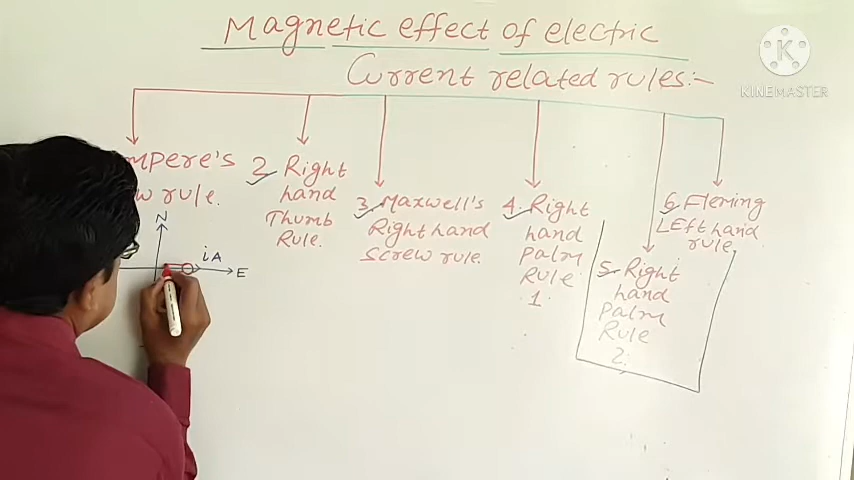 Magnetic effect of electric
Current related rules:-
KINEMASTER
mpere's
w rule.
2 Right
hand
Thumb
Rule.
3. Maxwell's
Right hand
screw rule.
4. Right
hand
palm
Rule
1
5. Right
hand
palm
Rule
2.
6. Fleming
Left hand
rule.
N
i A
E